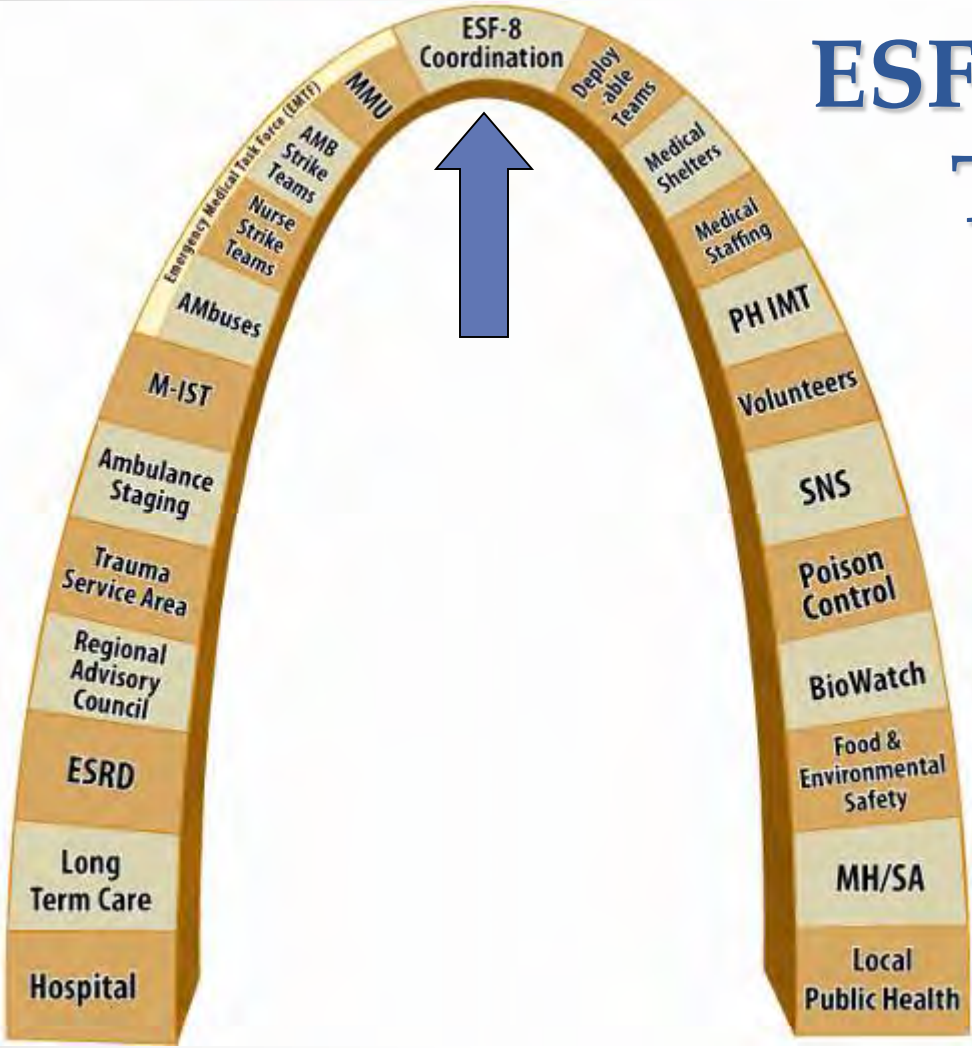 ESF
ESF-8
Coordination
Emergency Medical Task Force (EMTF)
MMU
AMB
Strike
Teams
Nurse
Strike
Teams
AMbuses
M-IST
Ambulance
Staging
Trauma
Service Area
Regional
Advisory
Council
ESRD
Long
Term Care
Hospital
Deploy
able
Teams
Medical
Shelters
Medical
Staffing
PH IMT
Volunteers
SNS
Poison
Control
BioWatch
Food &
Environmental
Safety
MH/SA
Local
Public Health